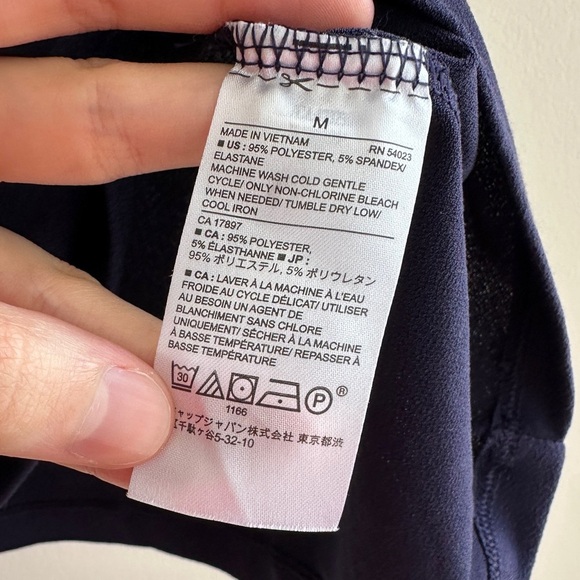 M
MADE IN VIETNAM RN 54023
■ US: 95% POLYESTER, 5% SPANDEX/
ELASTANE
MACHINE WASH COLD GENTLE
CYCLE/ ONLY NON-CHLORINE BLEACH
WHEN NEEDED/ TUMBLE DRY LOW/
COOL IRON
CA 17897
■ CA: 95% POLYESTER,
5% ÉLASTHANNE ■ JP:
95% ポリエステル, 5% ポリウレタン
■ CA: LAVER À LA MACHINE À L'EAU
FROIDE AU CYCLE DÉLICAT/ UTILISER
AU BESOIN UN AGENT DE
BLANCHIMENT SANS CHLORE
UNIQUEMENT/ SÉCHER À LA MACHINE
À BASSE TEMPÉRATURE/ REPASSER À
BASSE TEMPÉRATURE
30 P ®
1166
ャップジャパン株式会社 東京都渋
千駄ヶ谷5-32-10